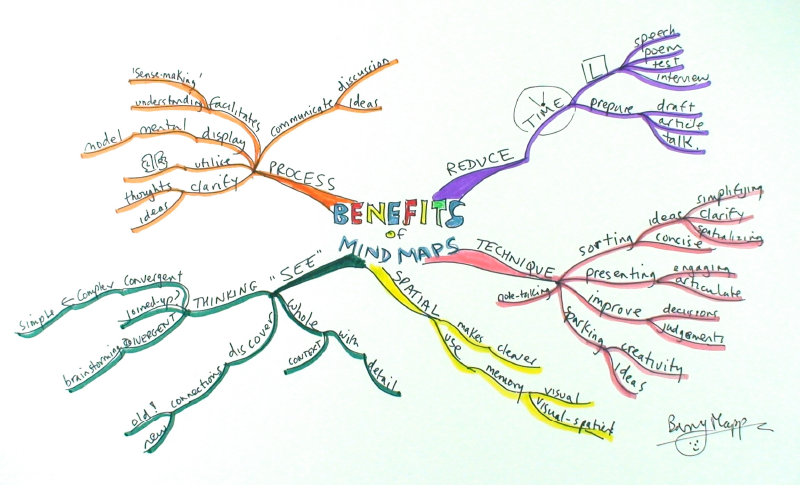 BENEFITS
of
MIND MAPS
REDUCE
TIME
L
speech
poem
test
interview
prepare
draft
article
talk
TECHNIQUE
sorting
ideas
simplifying
clarify
spatializing
concise
presenting
engaging
articulate
improve
decisions
judgements
sparking
creativity
ideas
note-taking
SPATIAL
makes
clearer
use
memory
visual
visual-spatial
"SEE"
whole
with
detail
CONTEXT
discover
connections
old?
new
THINKING
convergent
complex
simple
joined-up?
DIVERGENT
brainstorming
PROCESS
clarify
thoughts
ideas
utilise
display
mental
model
facilitates
understanding
'sense-making'
communicate
discussion
ideas
Barry Mapp